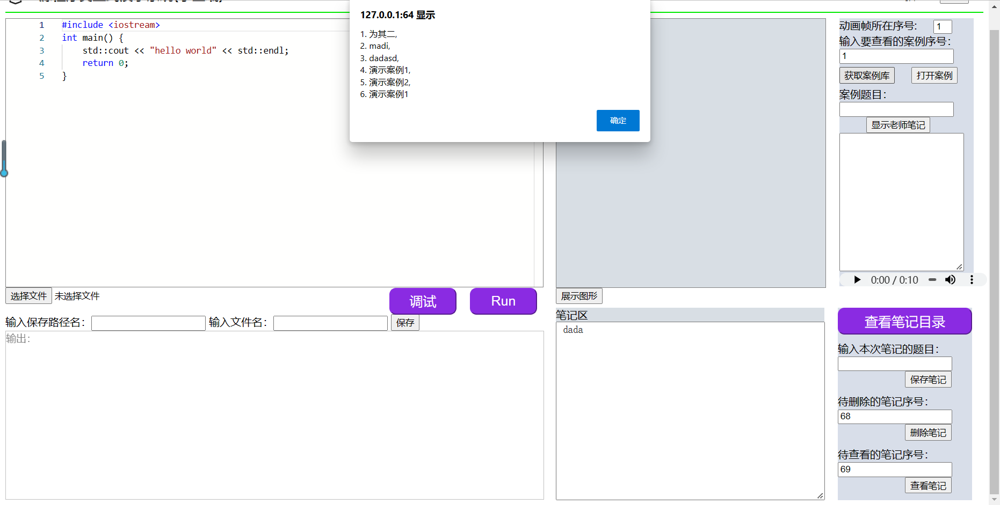 127.0.0.1:64 显示
1. 为其二,
2. madi,
3. dadasd,
4. 演示案例1,
5. 演示案例2,
6. 演示案例1
确定
1 #include <iostream>
2 int main() {
3 std::cout << "hello world" << std::endl;
4 return 0;
5 }
选择文件 未选择文件
调试
Run
输入保存路径名：
输入文件名：
保存
输出：
展示图形
笔记区
dada
动画帧所在序号: 1
输入要查看的案例序号：
1
获取案例库
打开案例
案例题目：
显示老师笔记
0:00 / 0:10
查看笔记目录
输入本次笔记的题目：
保存笔记
待删除的笔记序号：
68
删除笔记
待查看的笔记序号：
69
查看笔记